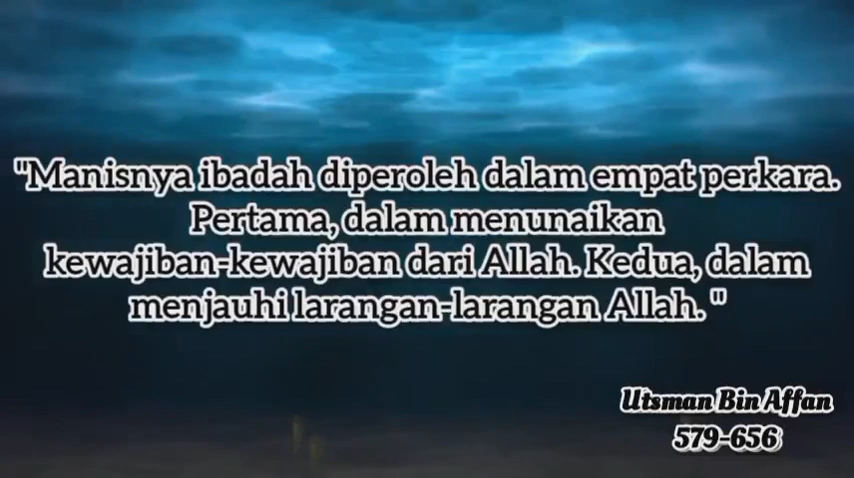 "Manisnya ibadah diperoleh dalam empat perkara.
Pertama, dalam menunaikan
kewajiban-kewajiban dari Allah. Kedua, dalam
menjauhi larangan-larangan Allah. "
Utsman Bin Affan
579-656